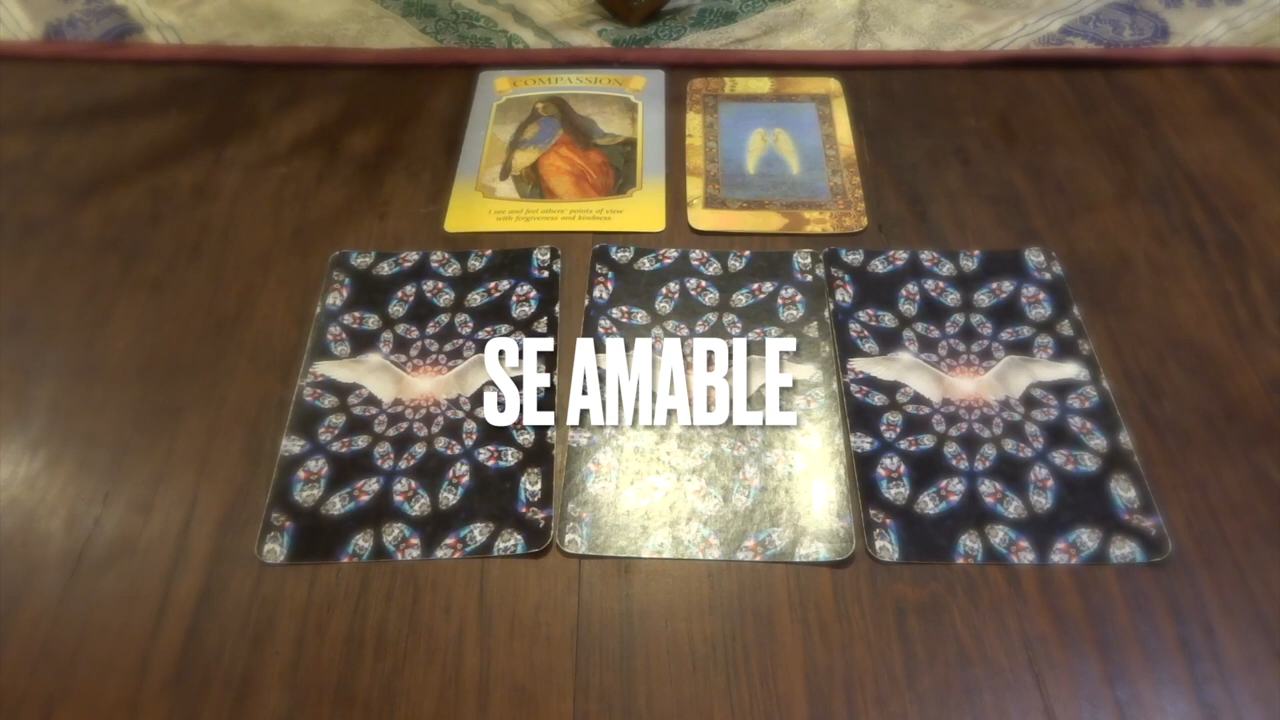 COMPASSION
I see and feel others' points of view
with forgiveness and kindness
SE AMABLE